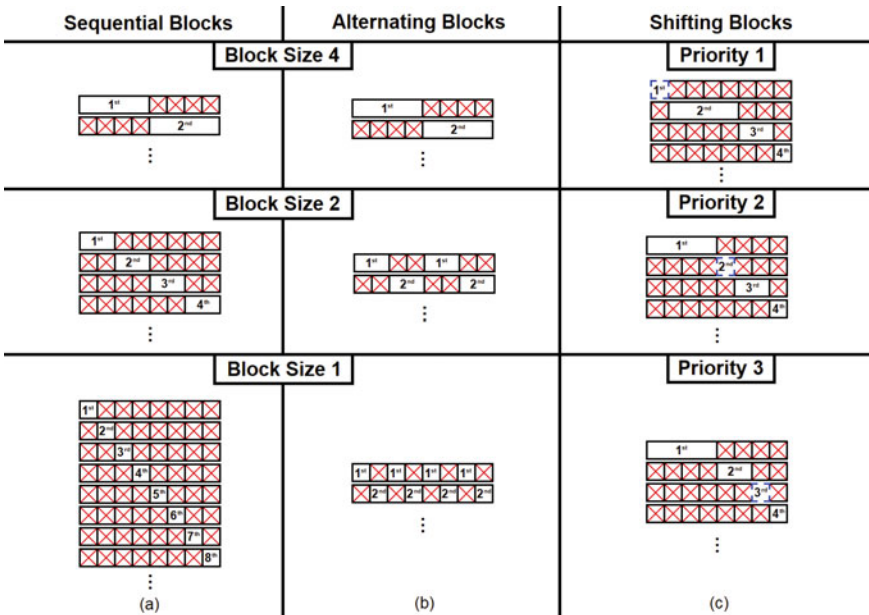 Sequential Blocks Alternating Blocks Shifting Blocks
Block Size 4 Priority 1
1st
2nd
⋮
1st
2nd
⋮
1st
2nd
3rd
4th
⋮
Block Size 2 Priority 2
1st
2nd
3rd
4th
⋮
1st 1st
2nd 2nd
⋮
1st
2nd
3rd
4th
⋮
Block Size 1 Priority 3
1st
2nd
3rd
4th
5th
6th
7th
8th
⋮
1st 1st 1st 1st
2nd 2nd 2nd 2nd
⋮
1st
2nd
3rd
4th
⋮
(a) (b) (c)